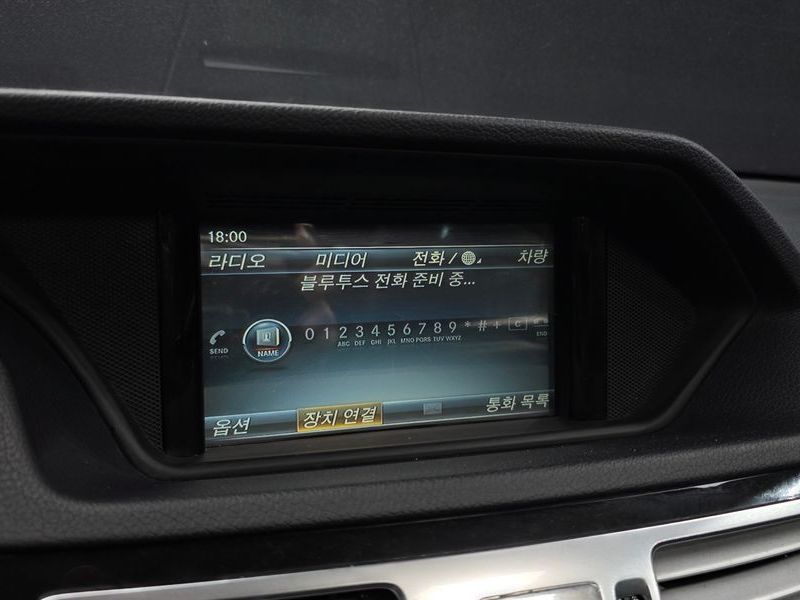 18:00
라디오 미디어 전화 / 차량
블루투스 전화 준비 중...
SEND NAME 0 1 2 3 4 5 6 7 8 9 * # + C END
ABC DEF GHI JKL MNO PQRS TUV WXYZ
옵션 장치 연결 통화 목록